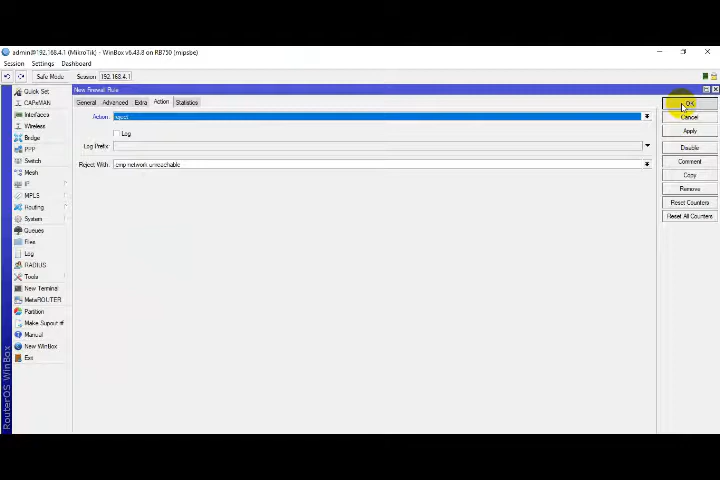 admin@192.168.4.1 (MikroTik) - WinBox v6.43.8 on RB750 (mipsbe)
Session Settings Dashboard
Safe Mode Session: 192.168.4.1
New Firewall Rule
Quick Set
CAPsMAN
Interfaces
Wireless
Bridge
PPP
Switch
Mesh
IP
MPLS
Routing
System
Queues
Files
Log
RADIUS
Tools
New Terminal
MetaROUTER
Partition
Make Supout.rif
Manual
New WinBox
Exit
RouterOS WinBox
General Advanced Extra Action Statistics
Action: reject
Log
Log Prefix:
Reject With: icmp network unreachable
OK
Cancel
Apply
Disable
Comment
Copy
Remove
Reset Counters
Reset All Counters